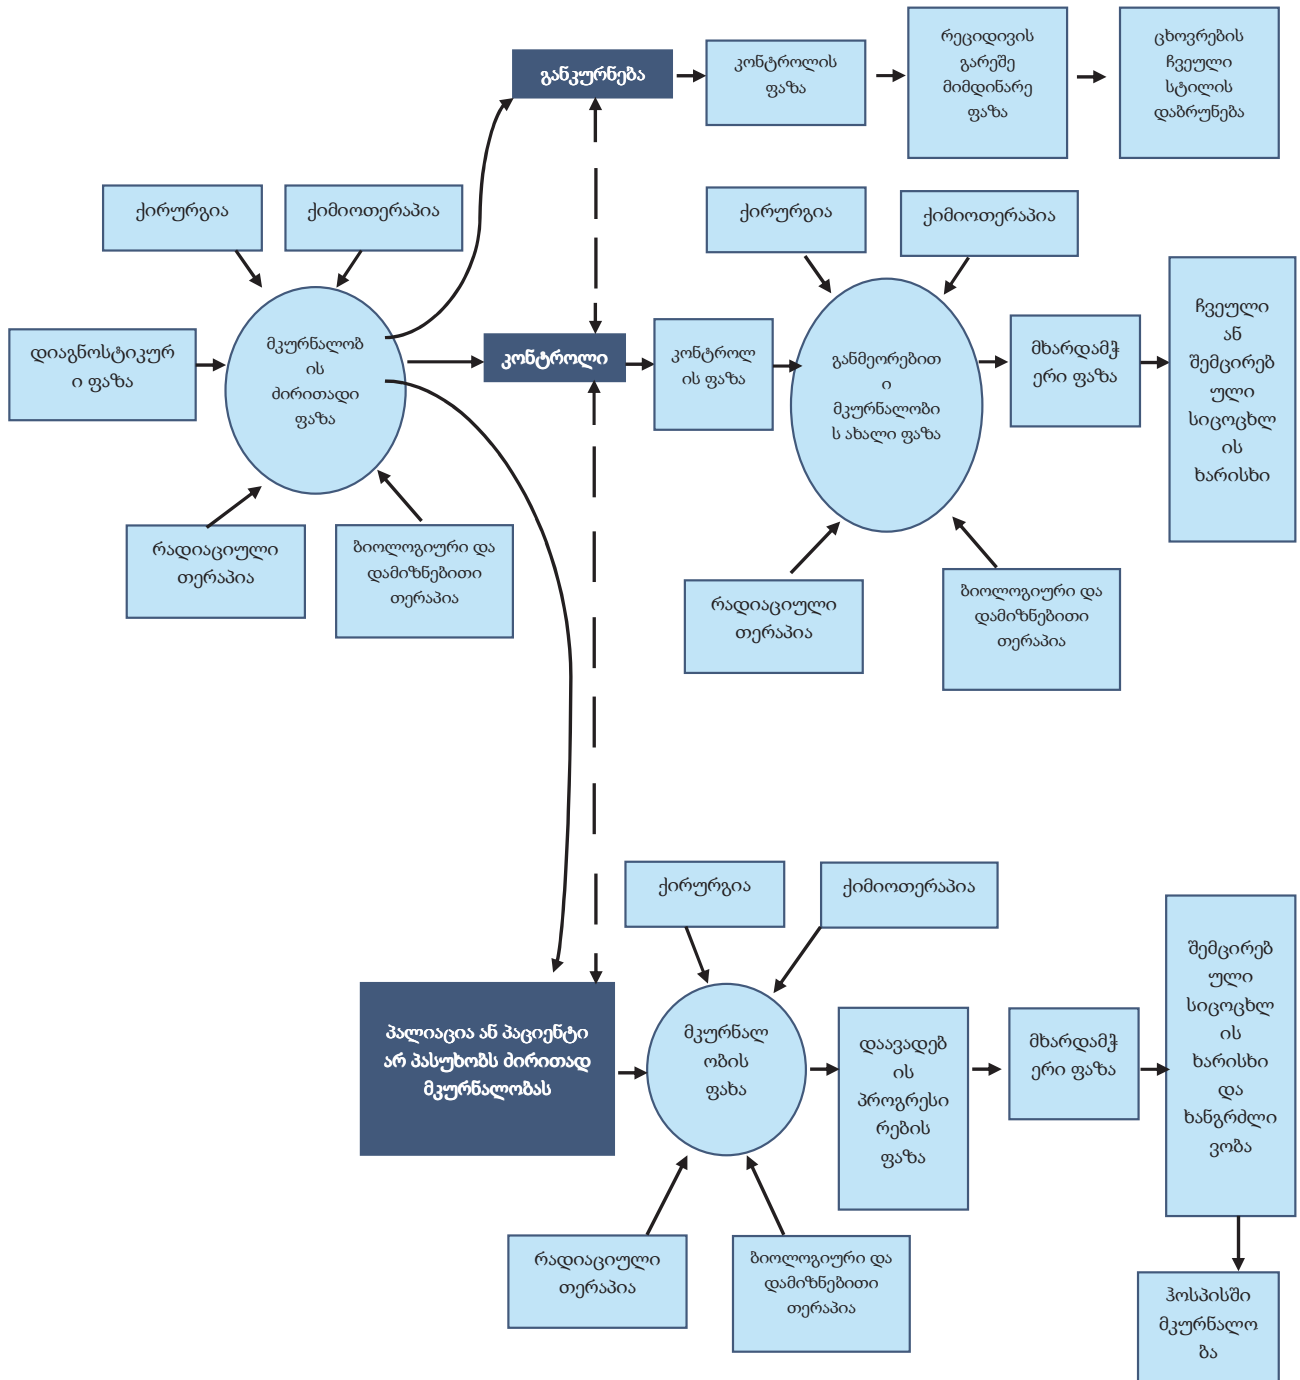 განკურნება
კონტროლის
ფაზა
რეციდივის
გარეშე
მიმდინარე
ფაზა
ცხოვრების
ჩვეული
სტილის
დაბრუნება
ქირურგია
ქიმიოთერაპია
დიაგნოსტიკურ
ი ფაზა
მკურნალობ
ის
ძირითადი
ფაზა
რადიაციული
თერაპია
ბიოლოგიური და
დამიზნებითი
თერაპია
კონტროლი
კონტროლ
ის ფაზა
ქირურგია
ქიმიოთერაპია
განმეორებით
ი
მკურნალობი
ს ახალი ფაზა
რადიაციული
თერაპია
ბიოლოგიური და
დამიზნებითი
თერაპია
მხარდამჭ
ერი ფაზა
ჩვეული
ან
შემცირებ
ული
სიცოცხლ
ის
ხარისხი
პალიაცია ან პაციენტი
არ პასუხობს ძირითად
მკურნალობას
ქირურგია
ქიმიოთერაპია
მკურნალ
ობის
ფახა
რადიაციული
თერაპია
ბიოლოგიური და
დამიზნებითი
თერაპია
დაავადებ
ის
პროგრესი
რების
ფაზა
მხარდამჭ
ერი ფაზა
შემცირებ
ული
სიცოცხლ
ის
ხარისხი
და
ხანგრძლი
ვობა
ჰოსპისში
მკურნალო
ბა